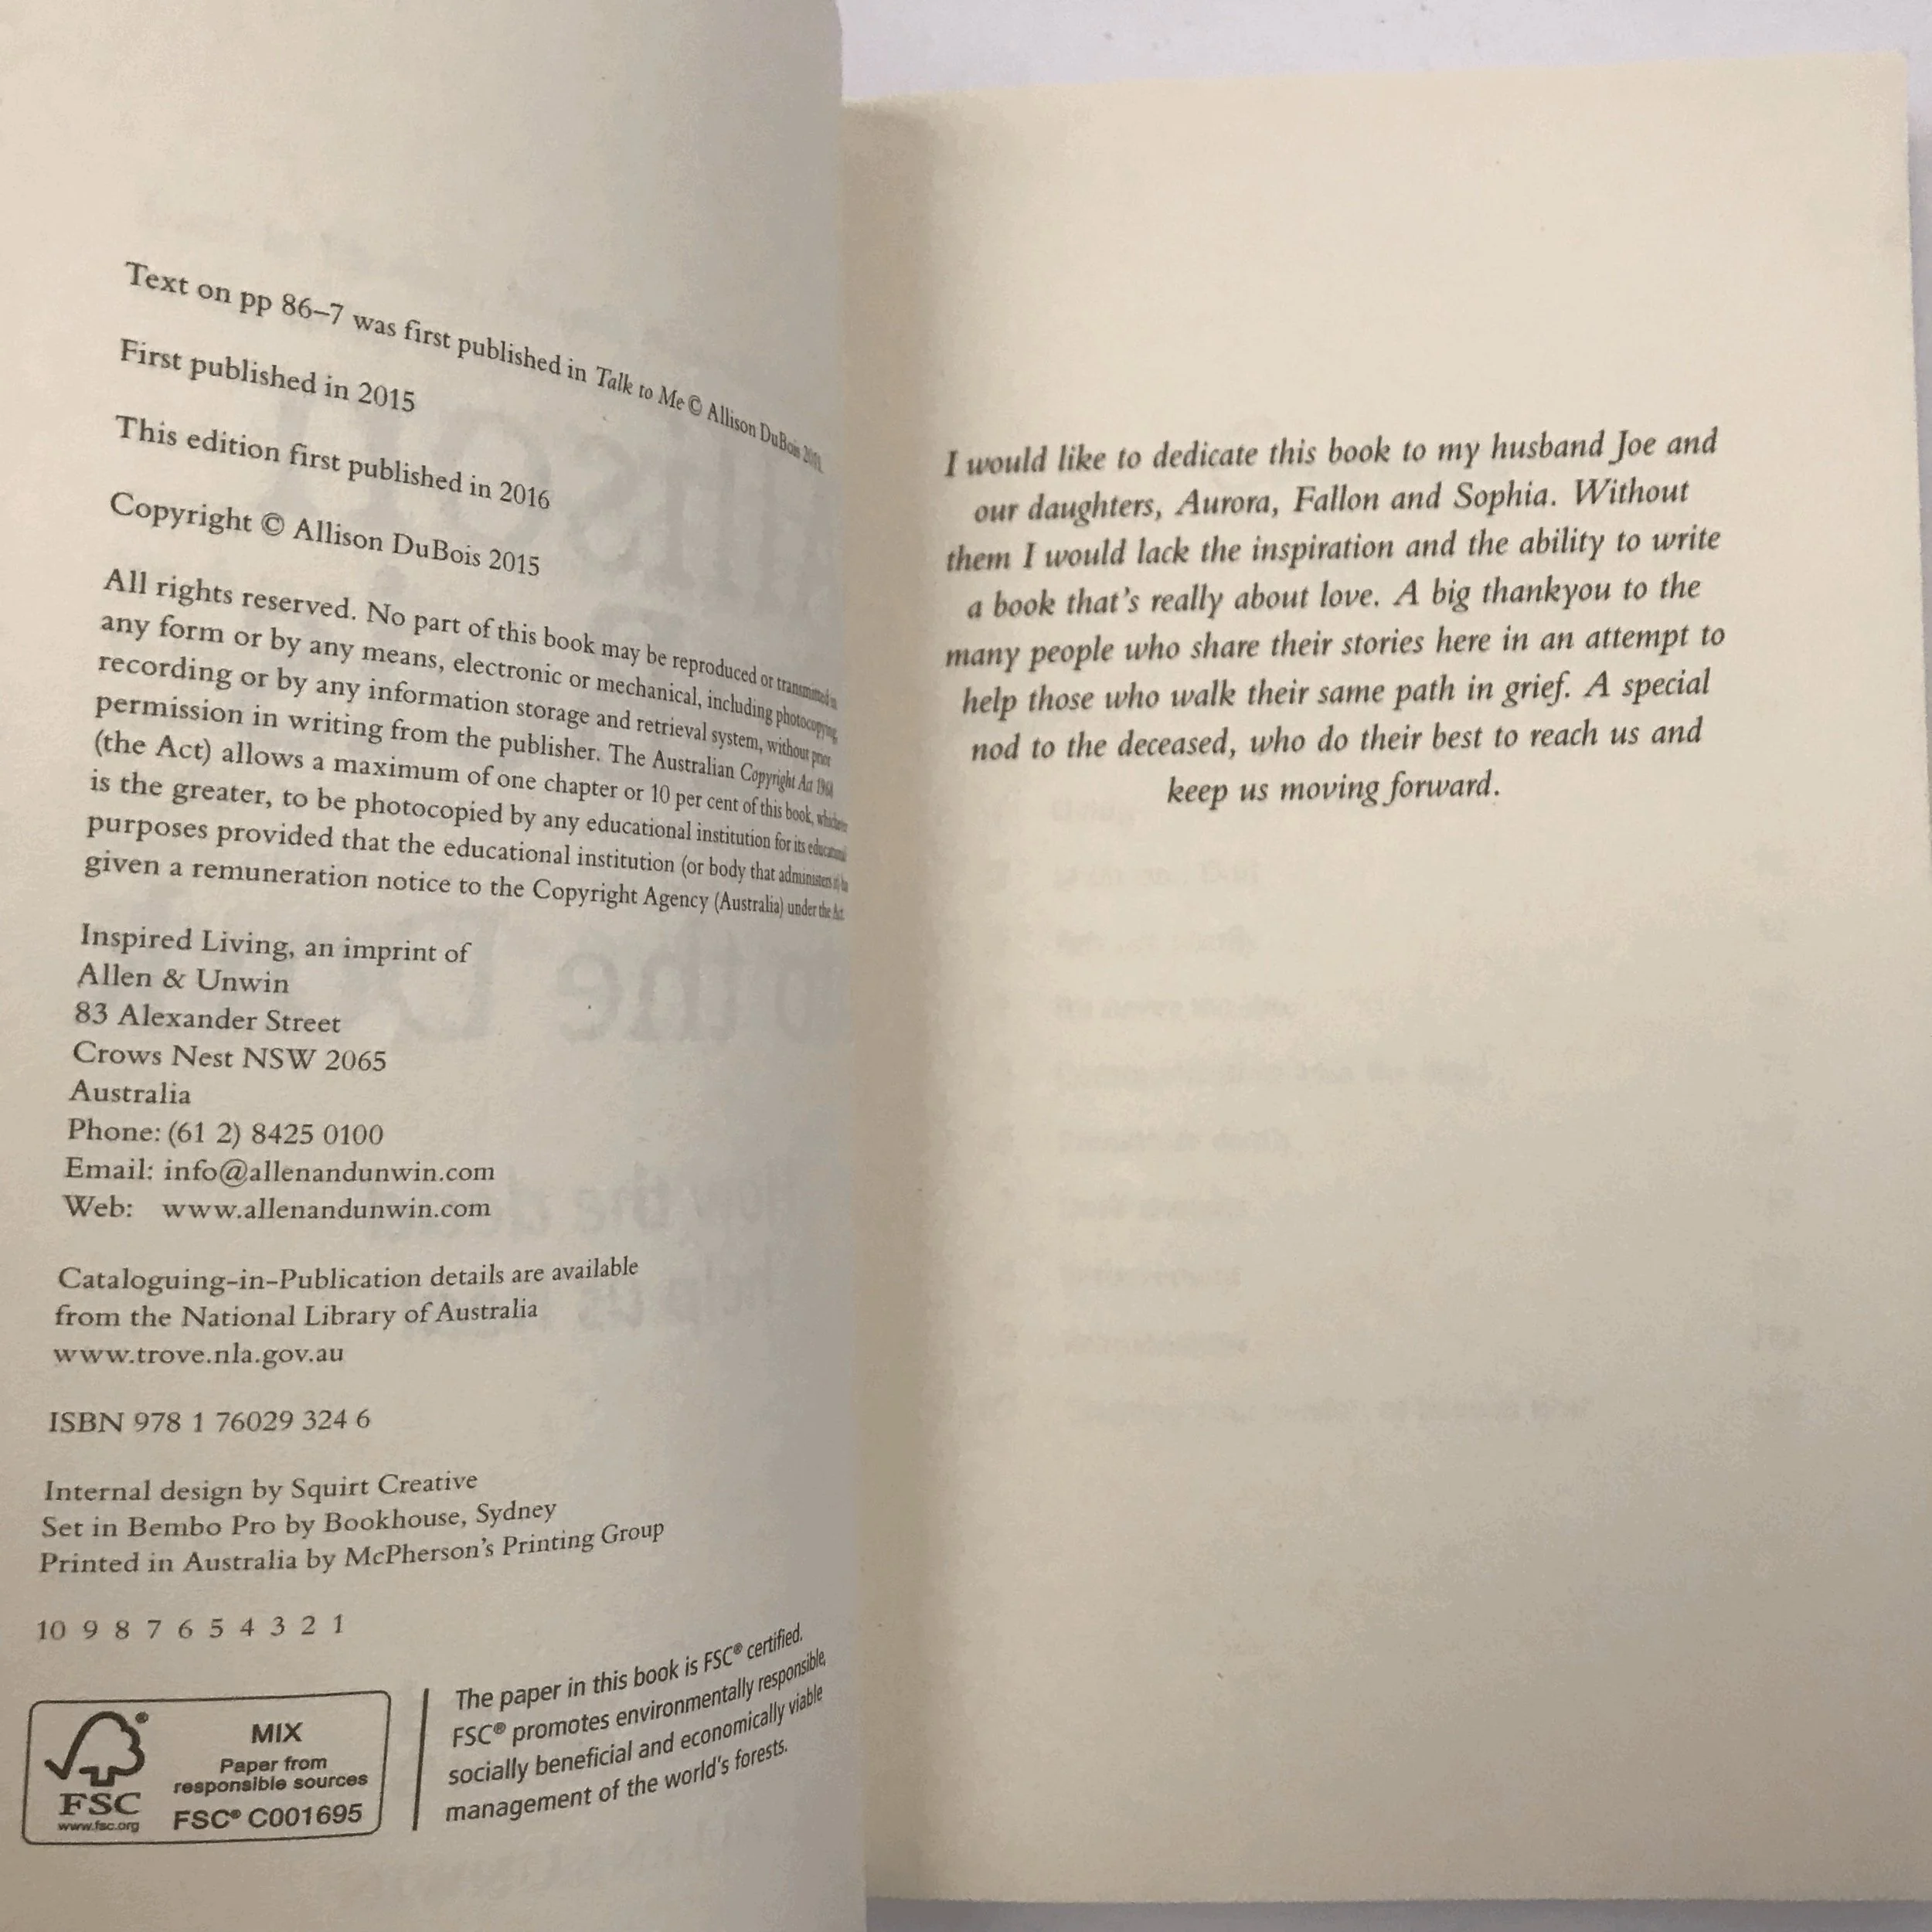 Text on pp 86–7 was first published in Talk to Me © Allison DuBois 2011.
First published in 2015
This edition first published in 2016
Copyright © Allison DuBois 2015
All rights reserved. No part of this book may be reproduced or transmitted in
any form or by any means, electronic or mechanical, including photocopying,
recording or by any information storage and retrieval system, without prior
permission in writing from the publisher. The Australian Copyright Act 1968
(the Act) allows a maximum of one chapter or 10 per cent of this book, whichever
is the greater, to be photocopied by any educational institution for its educational
purposes provided that the educational institution (or body that administers it) has
given a remuneration notice to the Copyright Agency (Australia) under the Act.
Inspired Living, an imprint of
Allen & Unwin
83 Alexander Street
Crows Nest NSW 2065
Australia
Phone: (61 2) 8425 0100
Email: info@allenandunwin.com
Web: www.allenandunwin.com
Cataloguing-in-Publication details are available
from the National Library of Australia
www.trove.nla.gov.au
ISBN 978 1 76029 324 6
Internal design by Squirt Creative
Set in Bembo Pro by Bookhouse, Sydney
Printed in Australia by McPherson's Printing Group
10 9 8 7 6 5 4 3 2 1
FSC
www.fsc.org
MIX
Paper from
responsible sources
FSC® C001695
The paper in this book is FSC® certified.
FSC® promotes environmentally responsible,
socially beneficial and economically viable
management of the world's forests.
I would like to dedicate this book to my husband Joe and
our daughters, Aurora, Fallon and Sophia. Without
them I would lack the inspiration and the ability to write
a book that's really about love. A big thankyou to the
many people who share their stories here in an attempt to
help those who walk their same path in grief. A special
nod to the deceased, who do their best to reach us and
keep us moving forward.